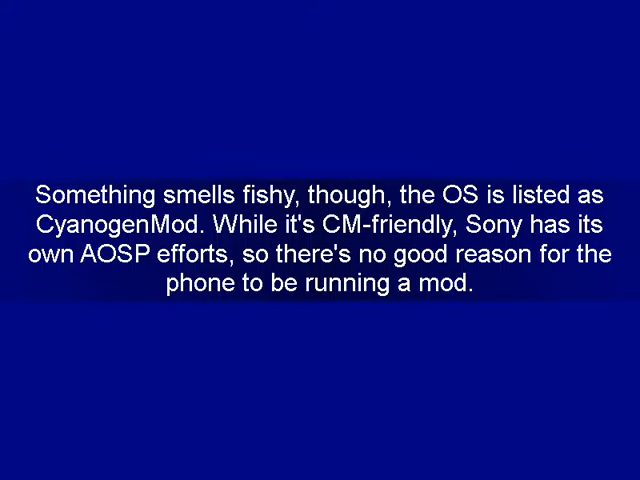 Something smells fishy, though, the OS is listed as
CyanogenMod. While it's CM-friendly, Sony has its
own AOSP efforts, so there's no good reason for the
phone to be running a mod.